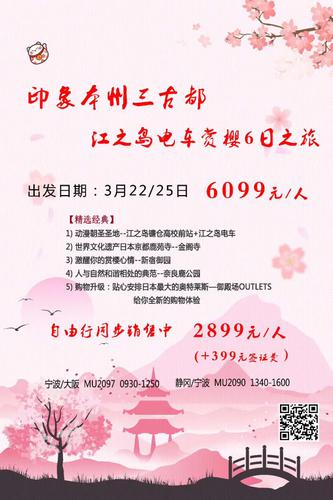 印象本州三古都
江之岛电车赏樱6日之旅
出发日期：3月22/25日 6099元/人
【精选经典】
1) 动漫朝圣圣地--江之岛镰仓高校前站+江之岛电车
2) 世界文化遗产日本京都鹿苑寺--金阁寺
3) 激醒你的赏樱心情--新宿御园
4) 人与自然和谐相处的典范--奈良鹿公园
5) 购物升级：贴心安排日本最大的奥特莱斯—御殿场OUTLETS
给你全新的购物体验
自由行同步销售中 2899元/人
(+399元签证费)
宁波/大阪 MU2097 0930-1250 静冈/宁波 MU2090 1340-1600